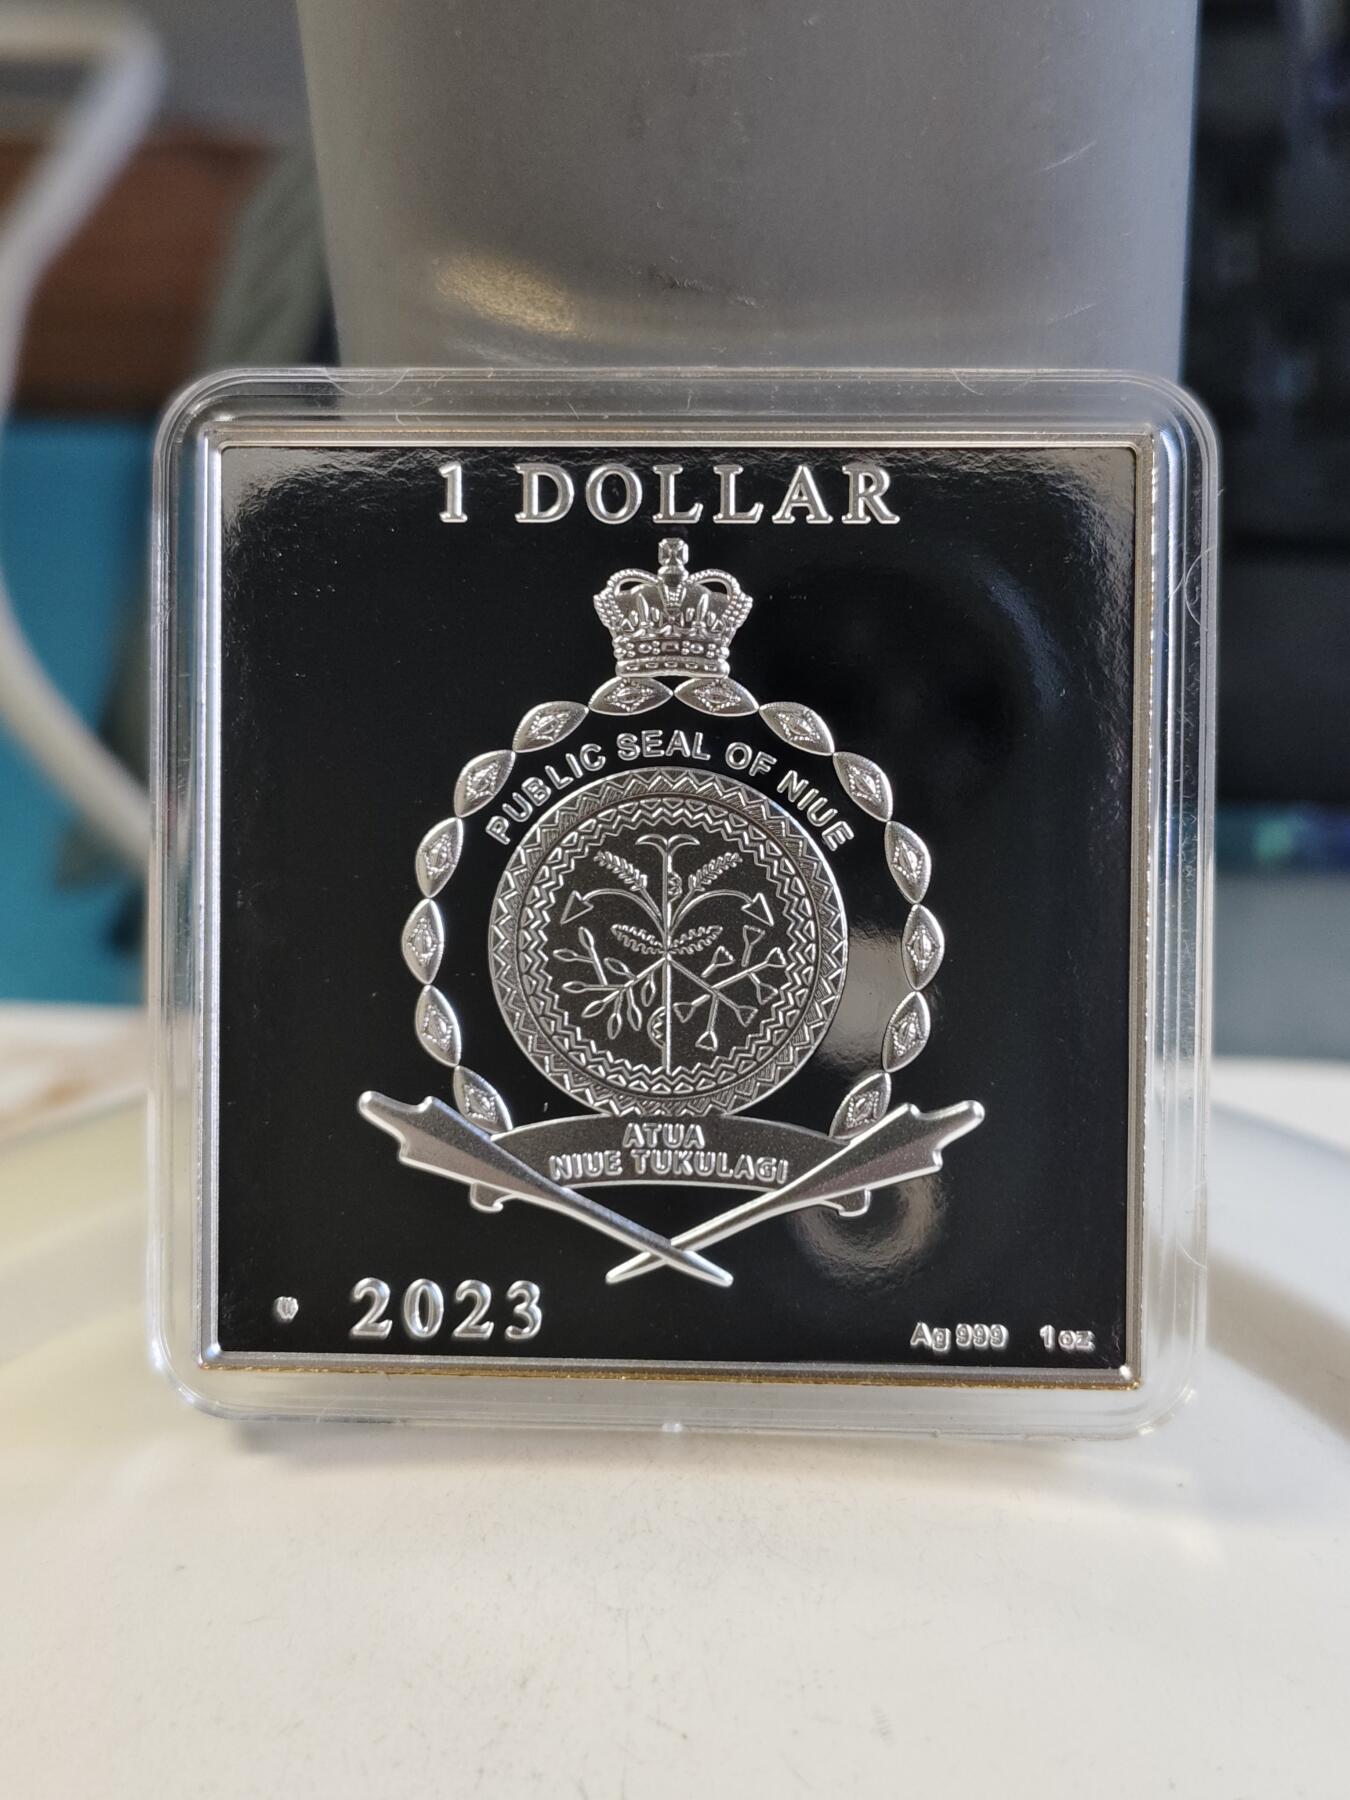 1 DOLLAR
PUBLIC SEAL OF NIUE
ATUA
NIUE TUKULAGI
2023
Ag 999 1 oz